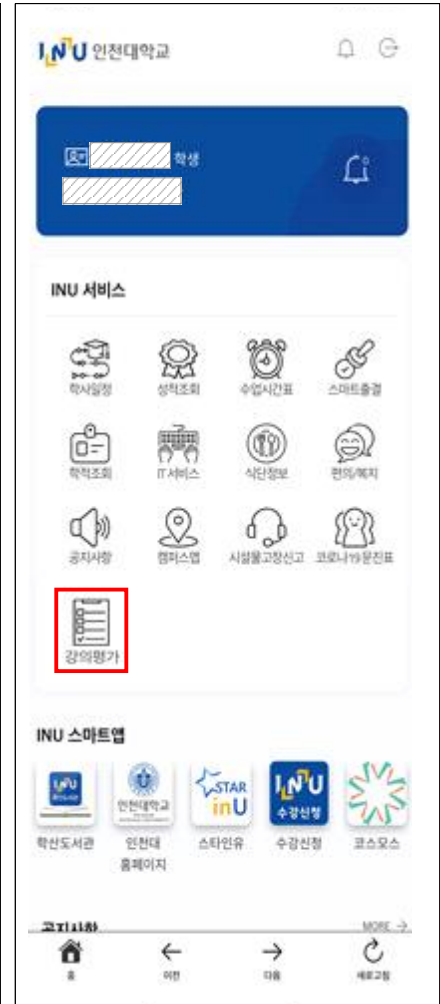 INU 인천대학교
학생
INU 서비스
학사일정 성적조회 수업시간표 스마트출결
학적조회 IT서비스 식단정보 편의/복지
공지사항 캠퍼스맵 시설물고장신고 코로나19문진표
강의평가
INU 스마트앱
INU
인천대학교
STAR
inU
INU
수강신청
학산도서관 인천대 스타인유 수강신청 코스모스
홈페이지
공지사항 MORE →
홈 이전 다음 새로고침